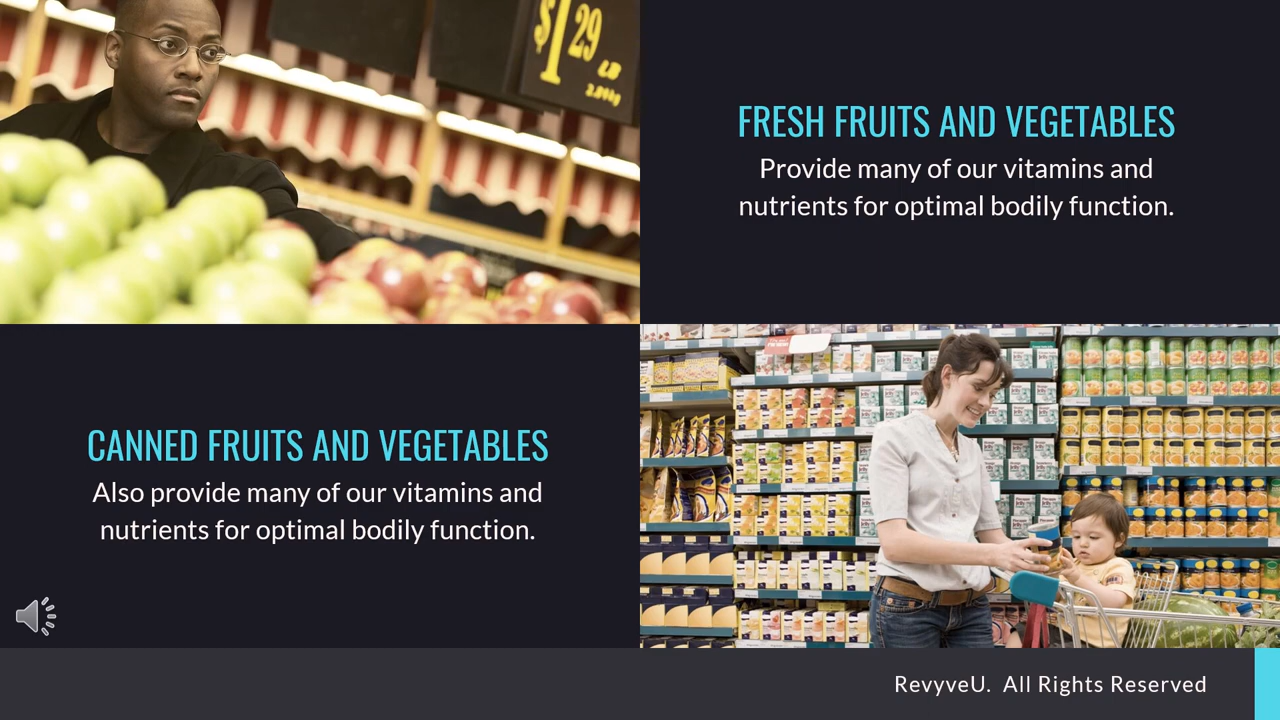 $1 29
LB
FRESH FRUITS AND VEGETABLES
Provide many of our vitamins and
nutrients for optimal bodily function.
CANNED FRUITS AND VEGETABLES
Also provide many of our vitamins and
nutrients for optimal bodily function.
RevyveU. All Rights Reserved